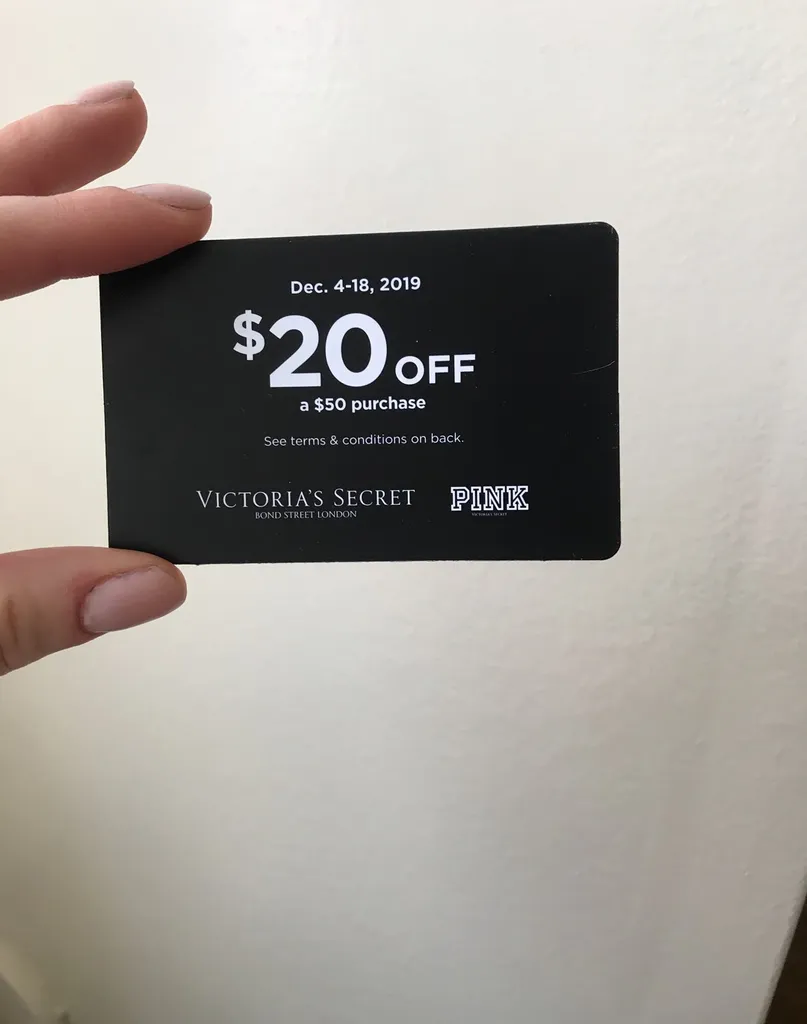 Dec. 4-18, 2019
$20 OFF
a $50 purchase
See terms & conditions on back.
VICTORIA'S SECRET PINK
BOND STREET LONDON